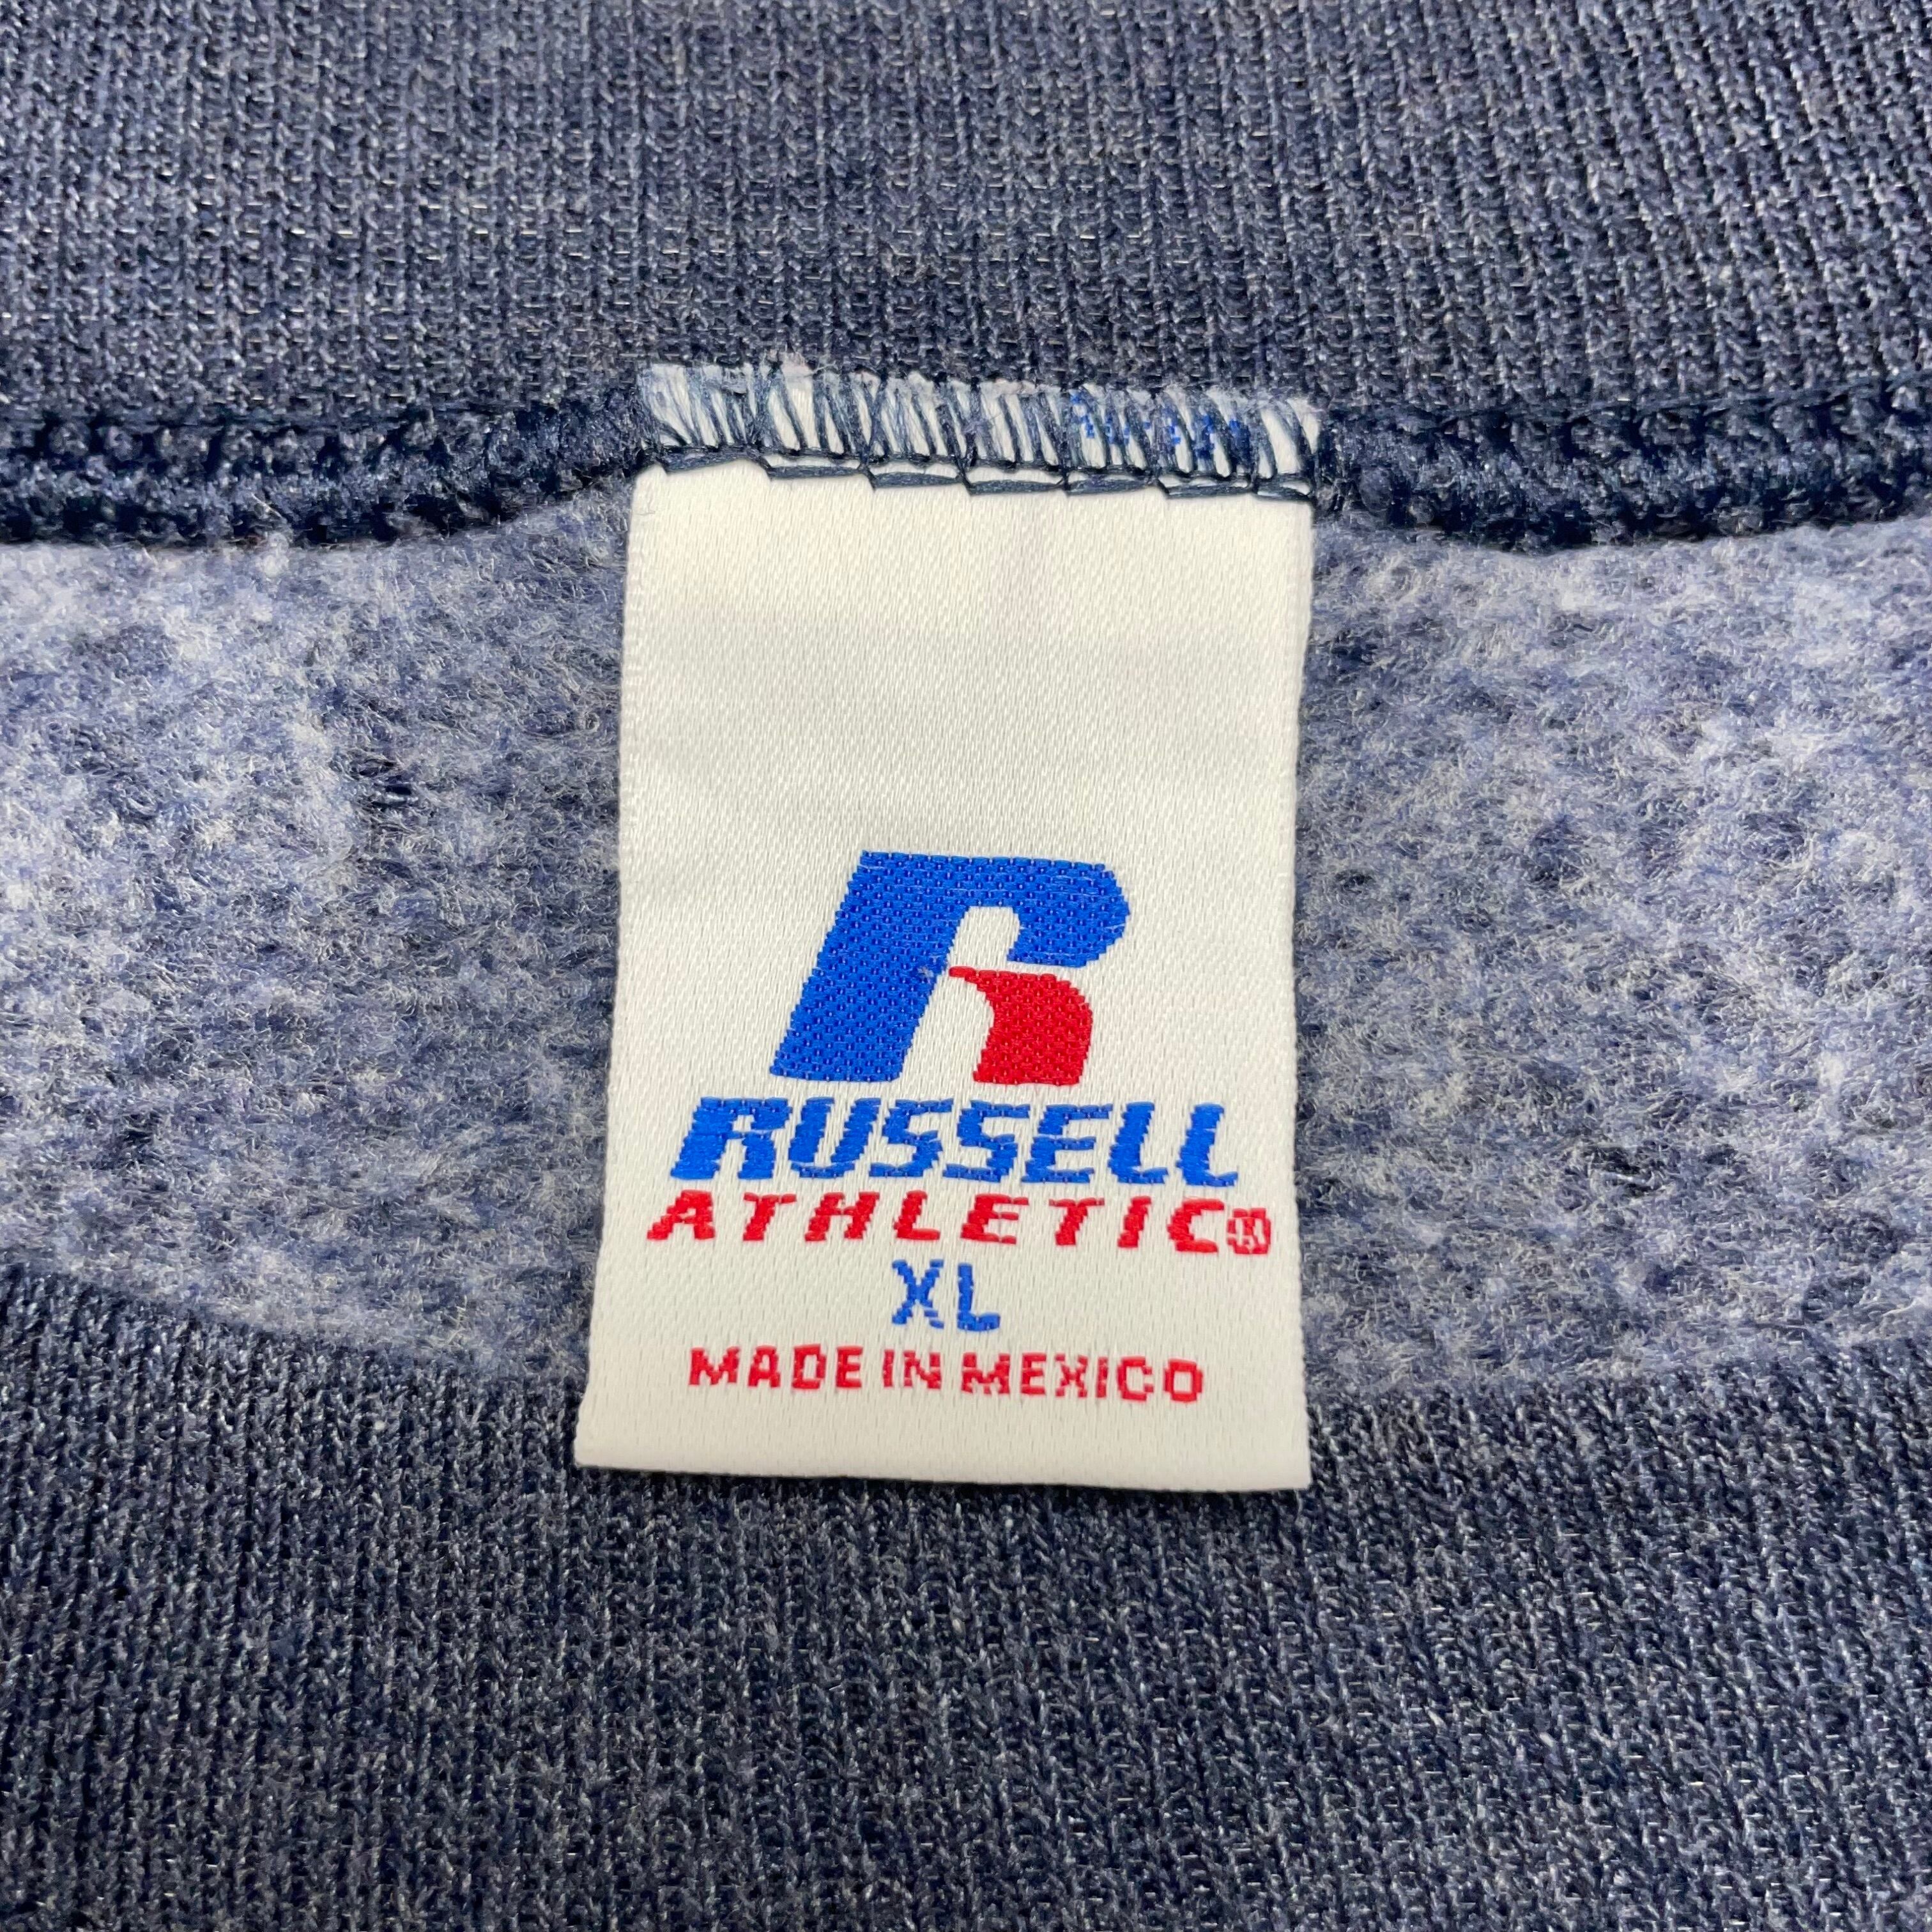 R
RUSSELL
ATHLETIC®
XL
MADE IN MEXICO